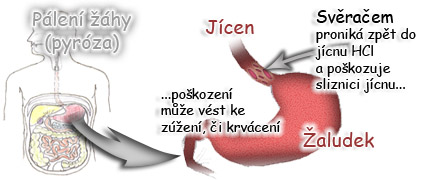 Pálení žáhy
(pyróza)
Jícen
Svěračem
proniká zpět do
jícnu HCl
a poškozuje
sliznici jícnu...
...poškození
může vést ke
zúžení, či krvácení
Žaludek